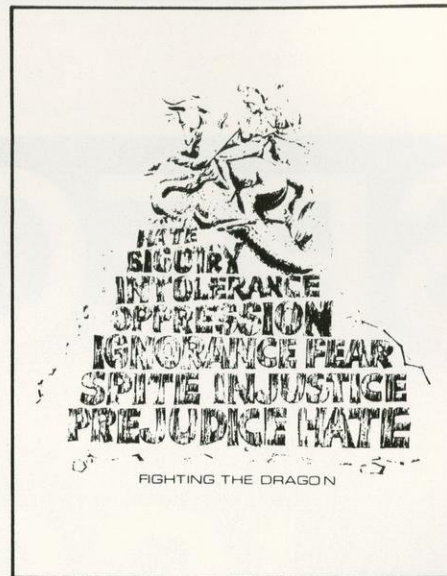 HATE
BIGOTRY
INTOLERANCE
OPPRESSION
IGNORANCE FEAR
SPITE INJUSTICE
PREJUDICE HATE
FIGHTING THE DRAGON